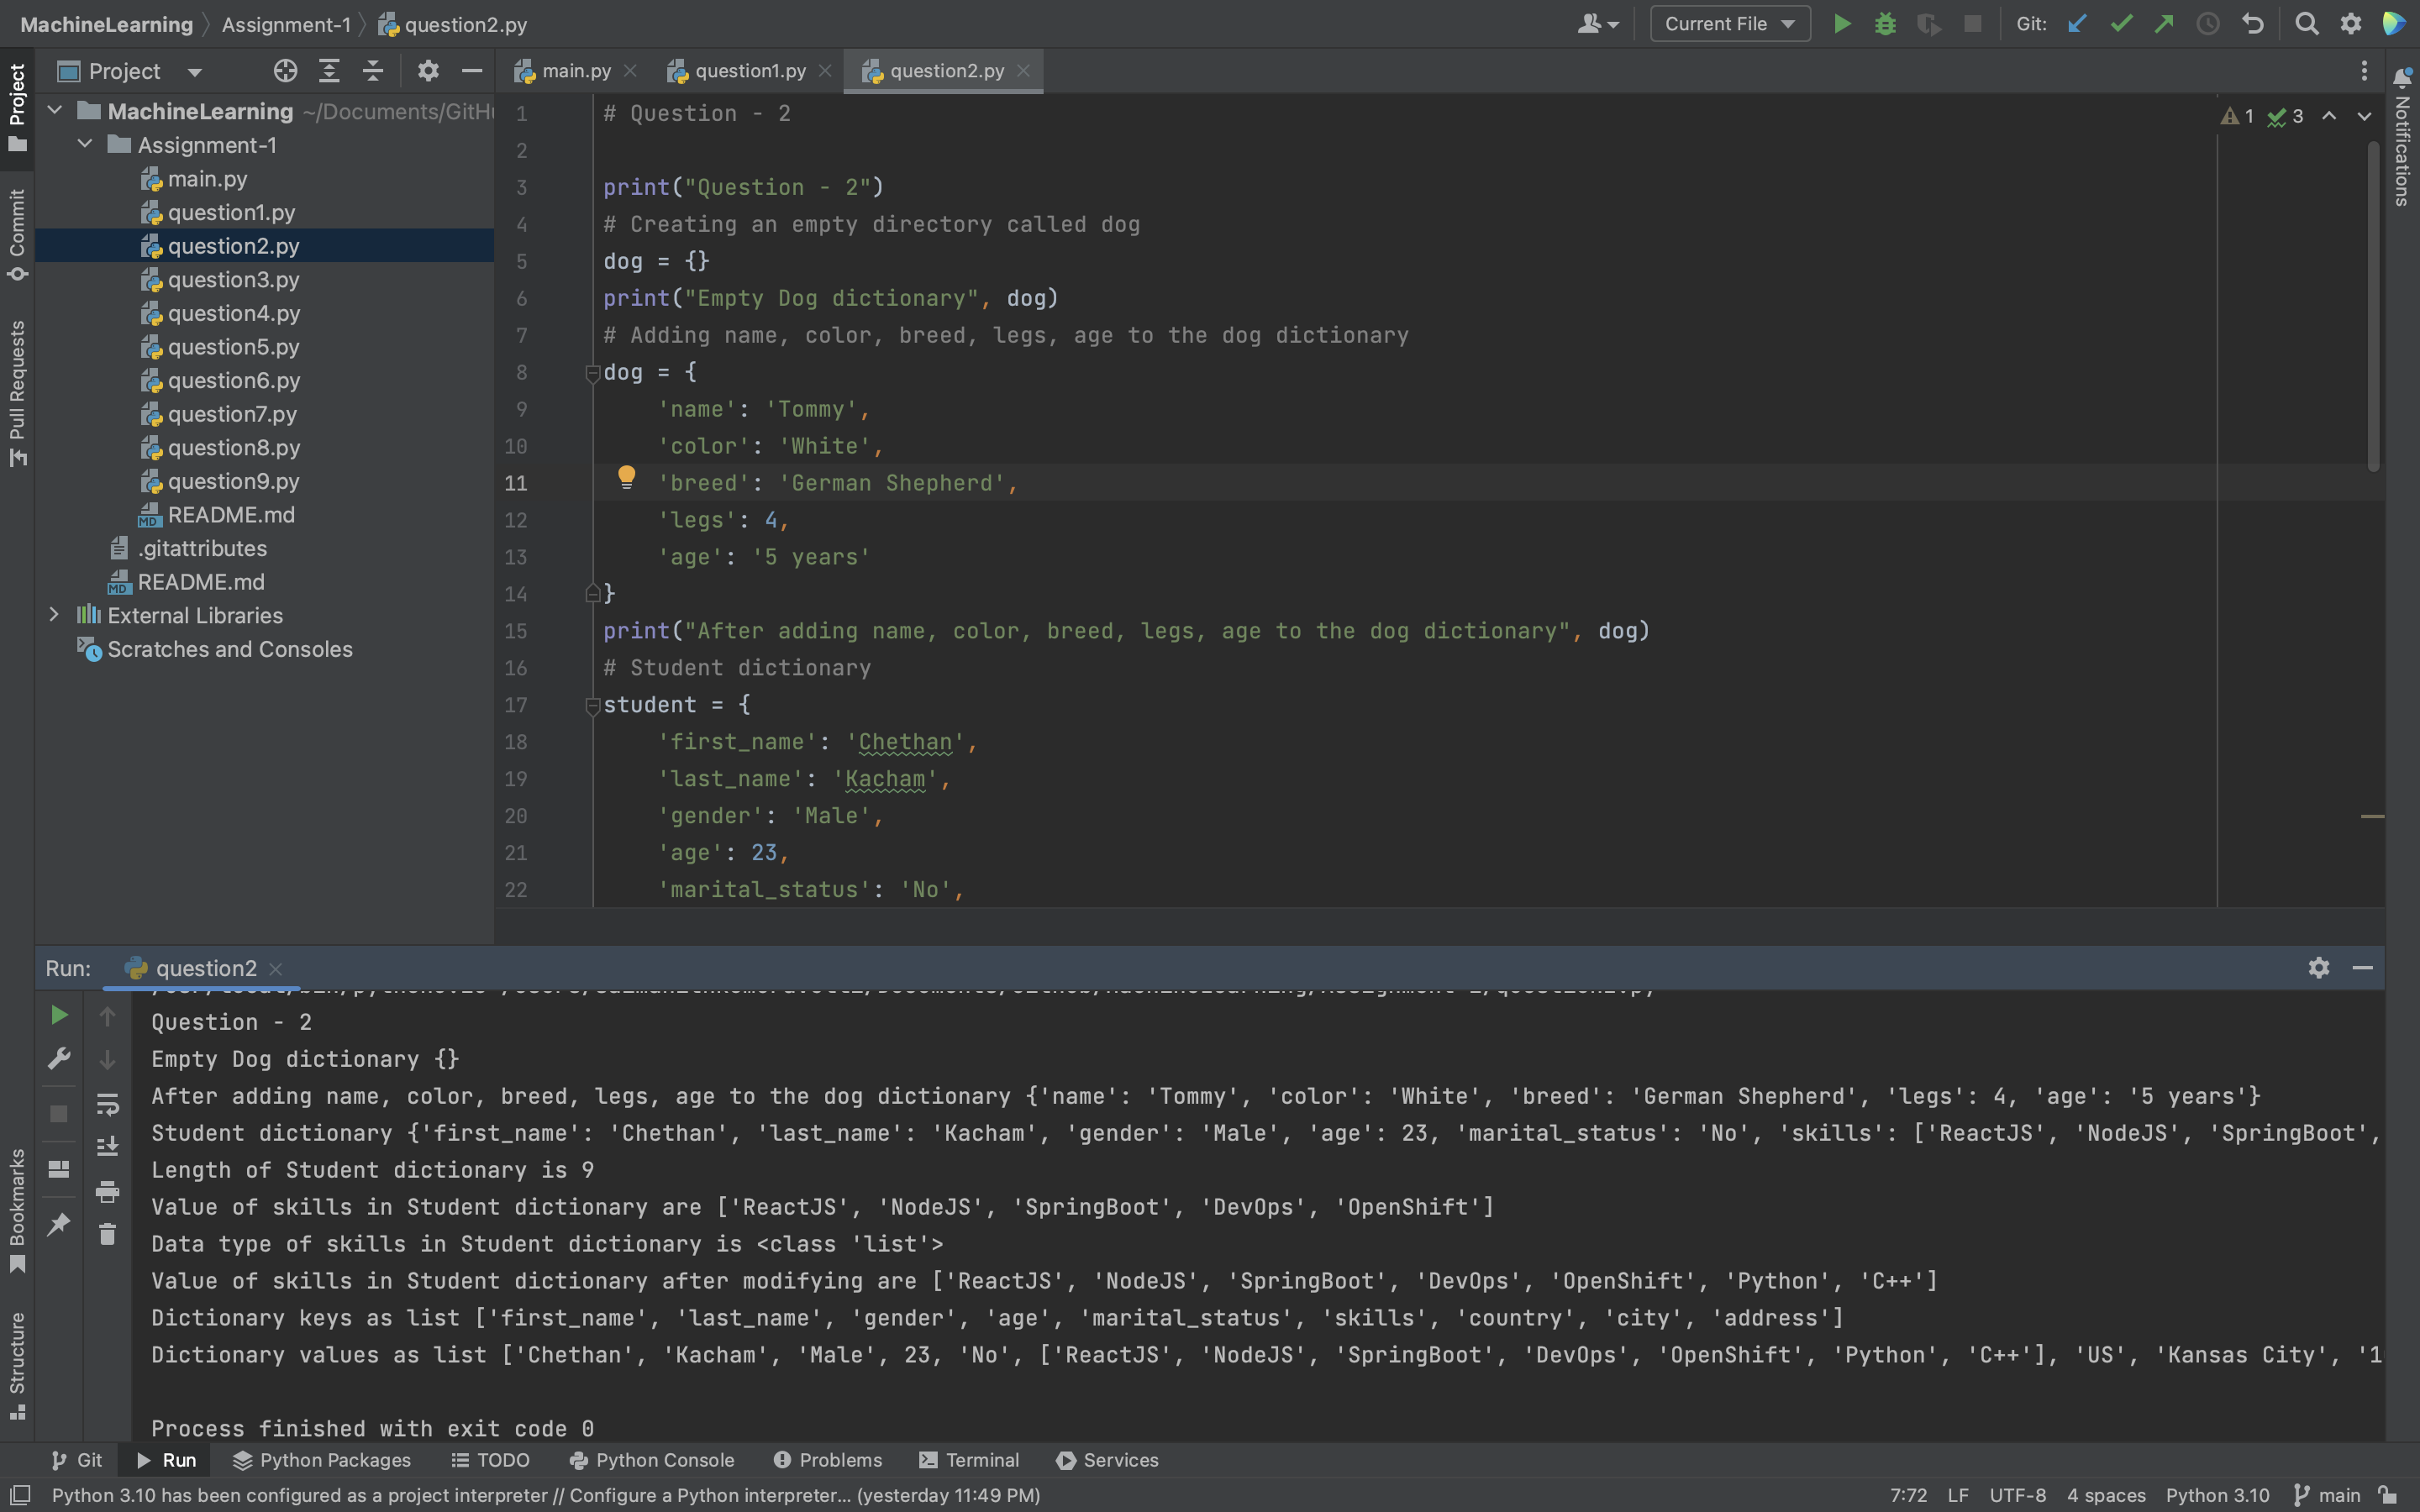 MachineLearning Assignment-1 question2.py
Current File
Git:
Project
main.py question1.py question2.py
MachineLearning ~/Documents/GitHu
Assignment-1
main.py
question1.py
question2.py
question3.py
question4.py
question5.py
question6.py
question7.py
question8.py
question9.py
README.md
.gitattributes
README.md
External Libraries
Scratches and Consoles
Project
Commit
Pull Requests
Bookmarks
Structure
Notifications
1 3
1 # Question - 2
2
3 print("Question - 2")
4 # Creating an empty directory called dog
5 dog = {}
6 print("Empty Dog dictionary", dog)
7 # Adding name, color, breed, legs, age to the dog dictionary
8 dog = {
9 'name': 'Tommy',
10 'color': 'White',
11 'breed': 'German Shepherd',
12 'legs': 4,
13 'age': '5 years'
14 }
15 print("After adding name, color, breed, legs, age to the dog dictionary", dog)
16 # Student dictionary
17 student = {
18 'first_name': 'Chethan',
19 'last_name': 'Kacham',
20 'gender': 'Male',
21 'age': 23,
22 'marital_status': 'No',
Run: question2
Question - 2
Empty Dog dictionary {}
After adding name, color, breed, legs, age to the dog dictionary {'name': 'Tommy', 'color': 'White', 'breed': 'German Shepherd', 'legs': 4, 'age': '5 years'}
Student dictionary {'first_name': 'Chethan', 'last_name': 'Kacham', 'gender': 'Male', 'age': 23, 'marital_status': 'No', 'skills': ['ReactJS', 'NodeJS', 'SpringBoot',
Length of Student dictionary is 9
Value of skills in Student dictionary are ['ReactJS', 'NodeJS', 'SpringBoot', 'DevOps', 'OpenShift']
Data type of skills in Student dictionary is <class 'list'>
Value of skills in Student dictionary after modifying are ['ReactJS', 'NodeJS', 'SpringBoot', 'DevOps', 'OpenShift', 'Python', 'C++']
Dictionary keys as list ['first_name', 'last_name', 'gender', 'age', 'marital_status', 'skills', 'country', 'city', 'address']
Dictionary values as list ['Chethan', 'Kacham', 'Male', 23, 'No', ['ReactJS', 'NodeJS', 'SpringBoot', 'DevOps', 'OpenShift', 'Python', 'C++'], 'US', 'Kansas City', '1
Process finished with exit code 0
Git Run Python Packages TODO Python Console Problems Terminal Services
Python 3.10 has been configured as a project interpreter // Configure a Python interpreter... (yesterday 11:49 PM)
7:72 LF UTF-8 4 spaces Python 3.10 main